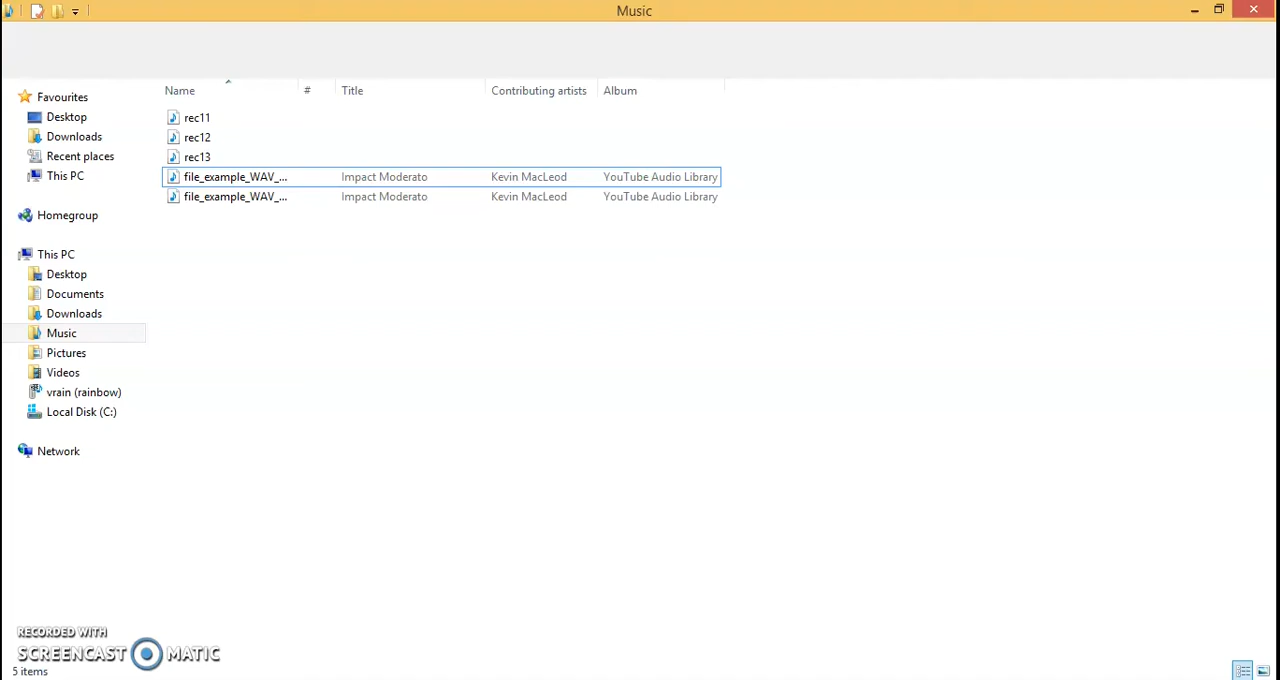 Music
Name # Title Contributing artists Album
rec11
rec12
rec13
file_example_WAV_... Impact Moderato Kevin MacLeod YouTube Audio Library
file_example_WAV_... Impact Moderato Kevin MacLeod YouTube Audio Library
Favourites
Desktop
Downloads
Recent places
This PC
Homegroup
This PC
Desktop
Documents
Downloads
Music
Pictures
Videos
vrain (rainbow)
Local Disk (C:)
Network
RECORDED WITH
SCREENCAST MATIC
5 items